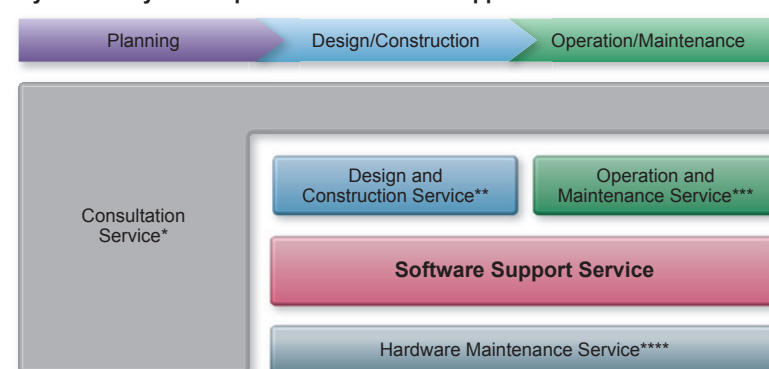 Planning
Design/Construction
Operation/Maintenance
Design and
Construction Service**
Operation and
Maintenance Service***
Consultation
Service*
Software Support Service
Hardware Maintenance Service****